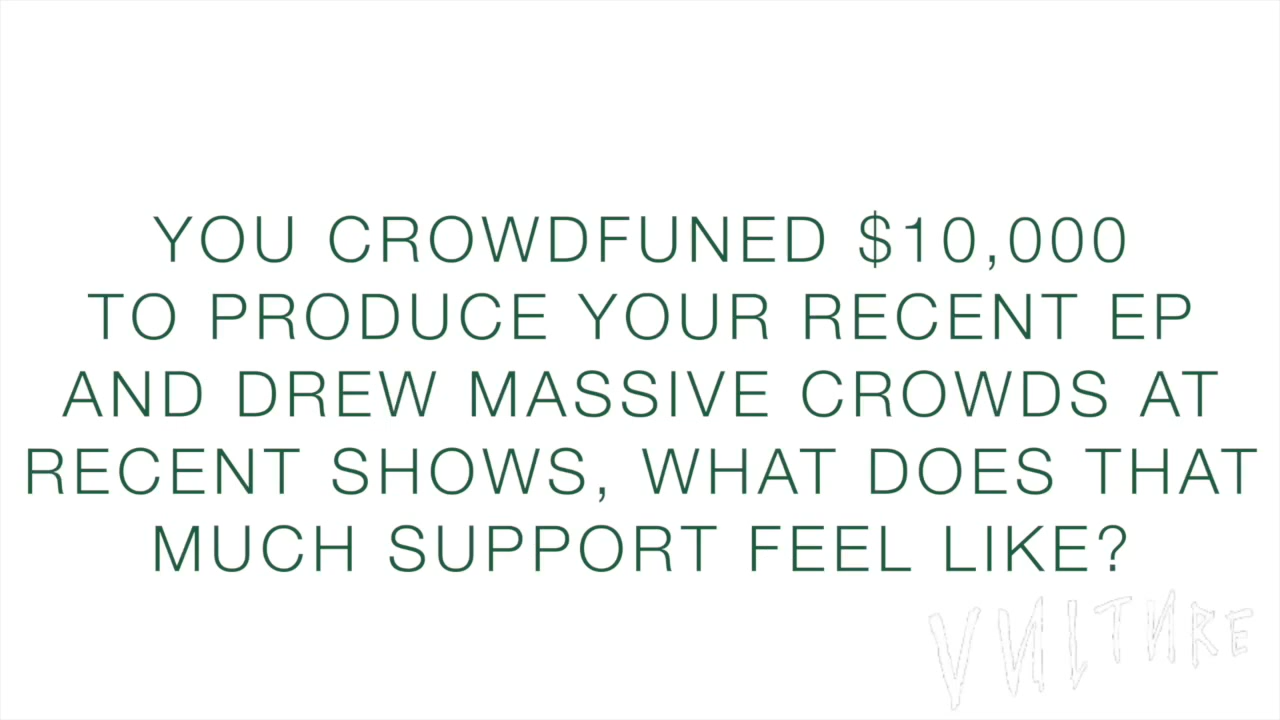 YOU CROWDFUNED $10,000
TO PRODUCE YOUR RECENT EP
AND DREW MASSIVE CROWDS AT
RECENT SHOWS, WHAT DOES THAT
MUCH SUPPORT FEEL LIKE?
VULTURE